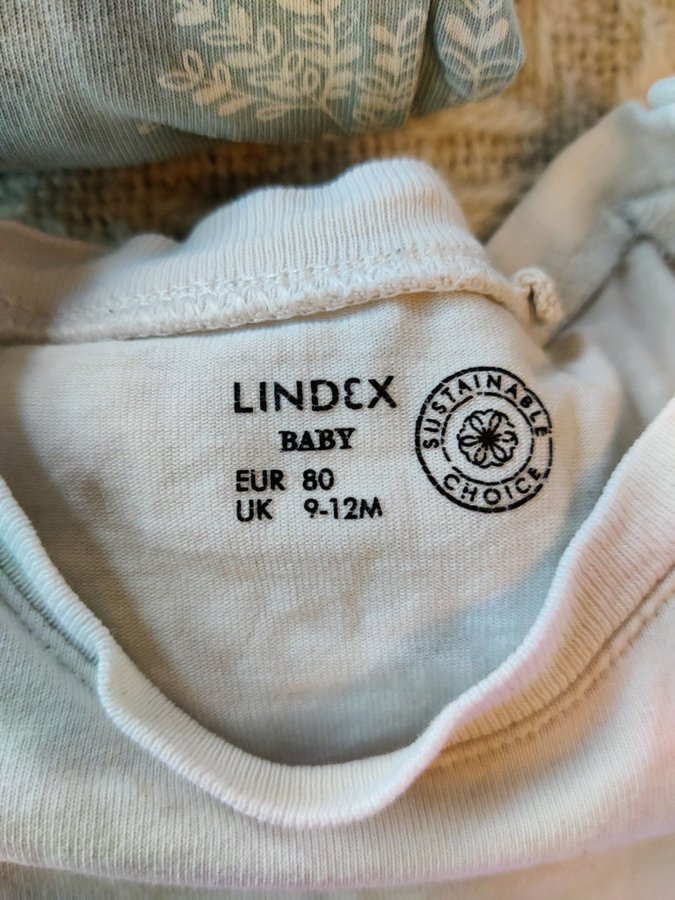 LINDEX
BABY
EUR 80
UK 9-12M
SUSTAINABLE
CHOICE